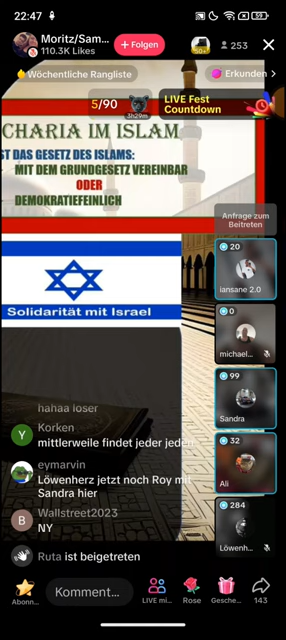 22:47
59
Moritz/Sam...
110.3K Likes
+ Folgen
50+
253
Wöchentliche Rangliste
Erkunden >
5/90
3h29m
LIVE Fest
Countdown
CHARIA IM ISLAM
ST DAS GESETZ DES ISLAMS:
MIT DEM GRUNDGESETZ VEREINBAR
ODER
DEMOKRATIEFEINLICH
Anfrage zum
Beitreten
20
iansane 2.0
Solidarität mit Israel
0
michael...
99
Sandra
hahaa loser
Y
Korken
mittlerweile findet jeder jeden
32
Ali
eymarvin
Löwenherz jetzt noch Roy mit
Sandra hier
B
Wallstreet2023
NY
284
Löwenh...
Ruta ist beigetreten
Abonn...
Komment...
LIVE mi...
Rose
Gesche...
143